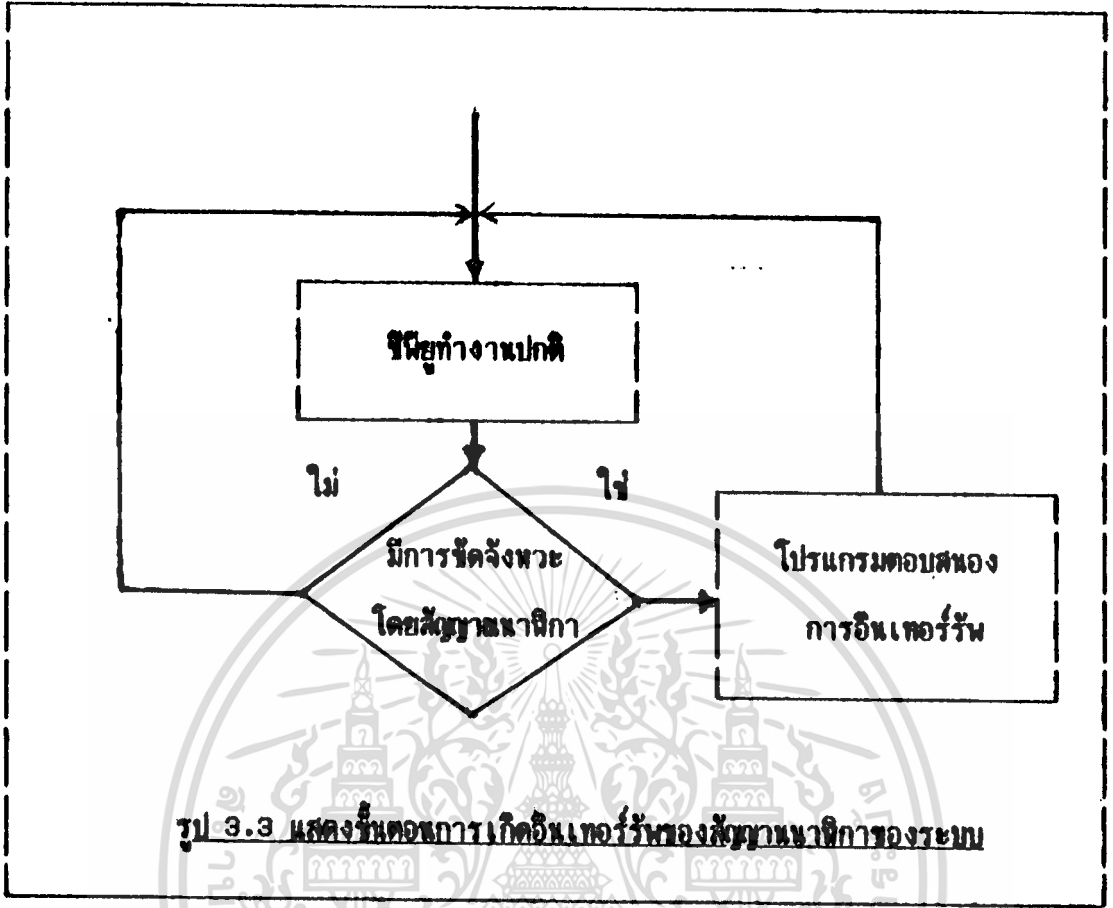 ซีพียูทำงานปกติ
ไม่
ใช่
มีการขัดจังหวะ
โดยสัญญาณนาฬิกา
โปรแกรมตอบสนอง
การอินเทอร์รัพ
รูป 3.3 แสดงขั้นตอนการเกิดอินเทอร์รัพของสัญญานนาฬิกาของระบบ